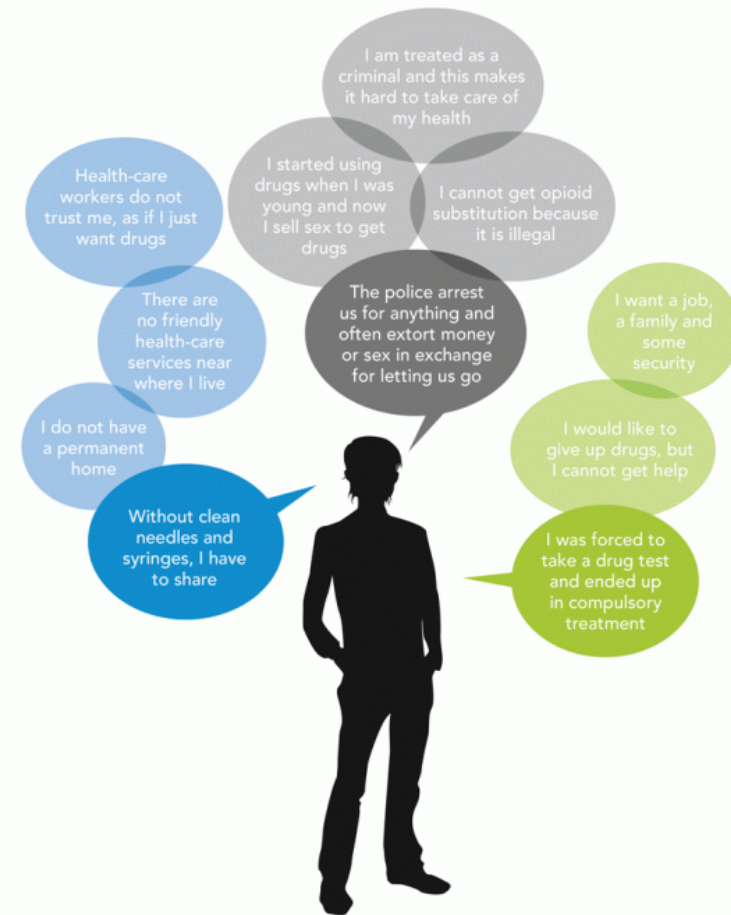 I am treated as a
criminal and this makes
it hard to take care of
my health
I started using
drugs when I was
young and now
I sell sex to get
drugs
I cannot get opioid
substitution because
it is illegal
The police arrest
us for anything and
often extort money
or sex in exchange
for letting us go
Health-care
workers do not
trust me, as if I just
want drugs
There are
no friendly
health-care
services near
where I live
I do not have
a permanent
home
Without clean
needles and
syringes, I have
to share
I want a job,
a family and
some
security
I would like to
give up drugs, but
I cannot get help
I was forced to
take a drug test
and ended up
in compulsory
treatment